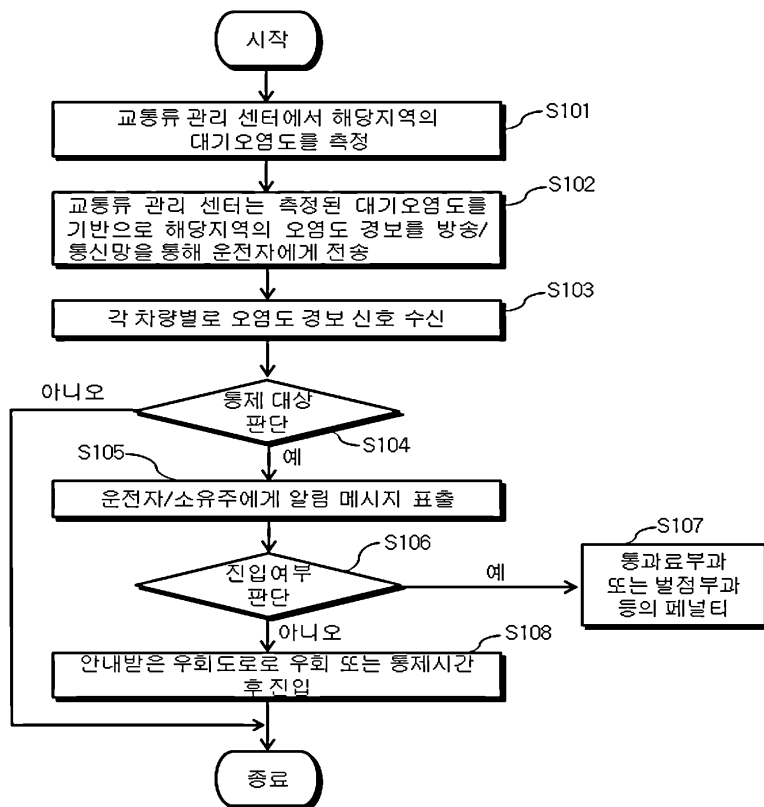 시작
교통류 관리 센터에서 해당지역의
대기오염도를 측정
S101
교통류 관리 센터는 측정된 대기오염도를
기반으로 해당지역의 오염도 경보를 방송/
통신망을 통해 운전자에게 전송
S102
각 차량별로 오염도 경보 신호 수신
S103
아니오
통제 대상
판단
S104
예
S105
운전자/소유주에게 알림 메시지 표출
S106
진입여부
판단
예
S107
통과료부과
또는 벌점부과
등의 페널티
아니오
S108
안내받은 우회도로로 우회 또는 통제시간
후 진입
종료